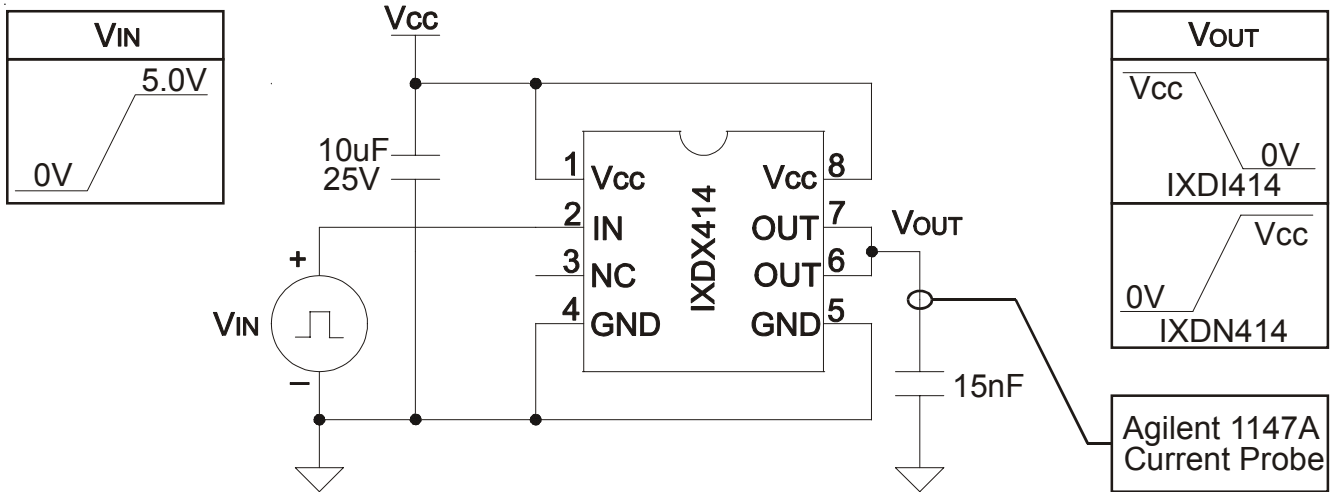 VIN
5.0V
0V
Vcc
10uF
25V
1
Vcc
2
IN
3
NC
4
GND
IXDX414
Vcc
8
OUT
7
OUT
6
GND
5
+
VIN
–
VOUT
15nF
VOUT
Vcc
0V
IXDI414
Vcc
0V
IXDN414
Agilent 1147A
Current Probe